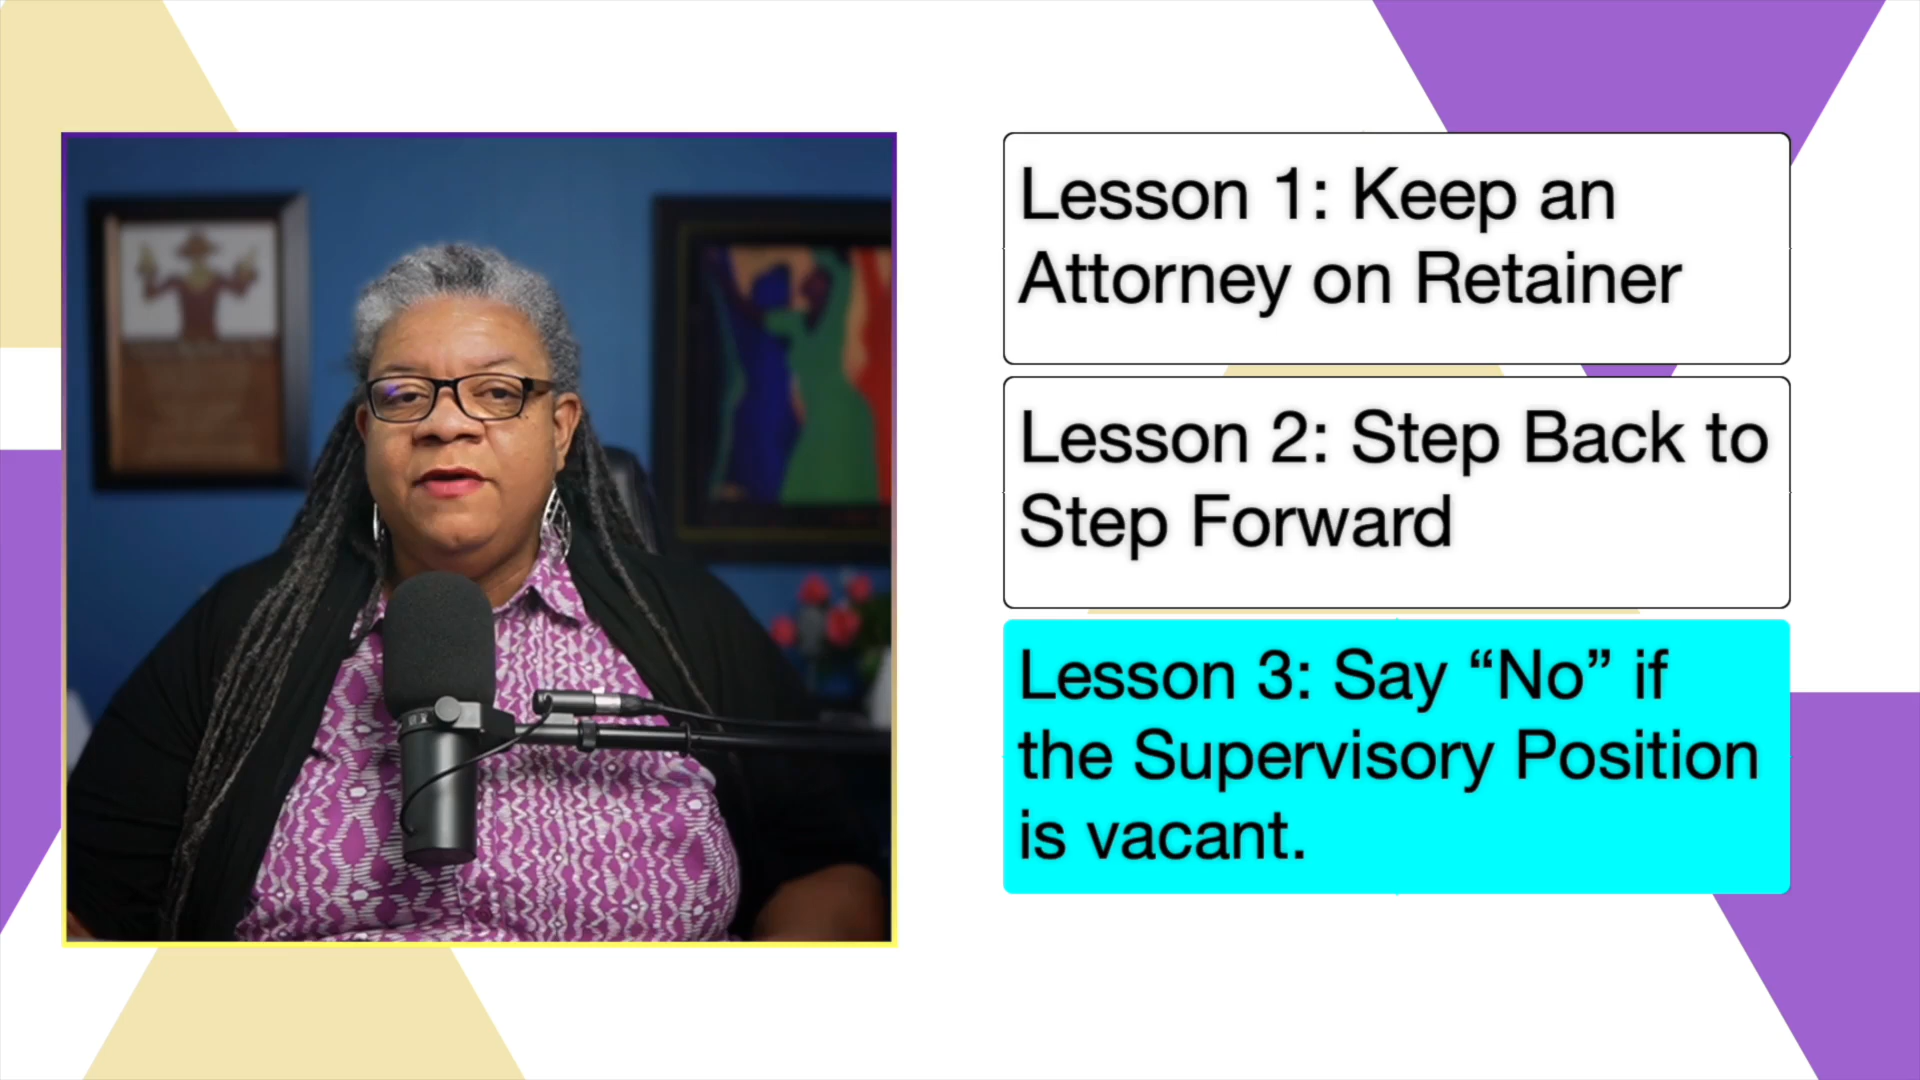 Lesson 1: Keep an
Attorney on Retainer
Lesson 2: Step Back to
Step Forward
Lesson 3: Say “No” if
the Supervisory Position
is vacant.